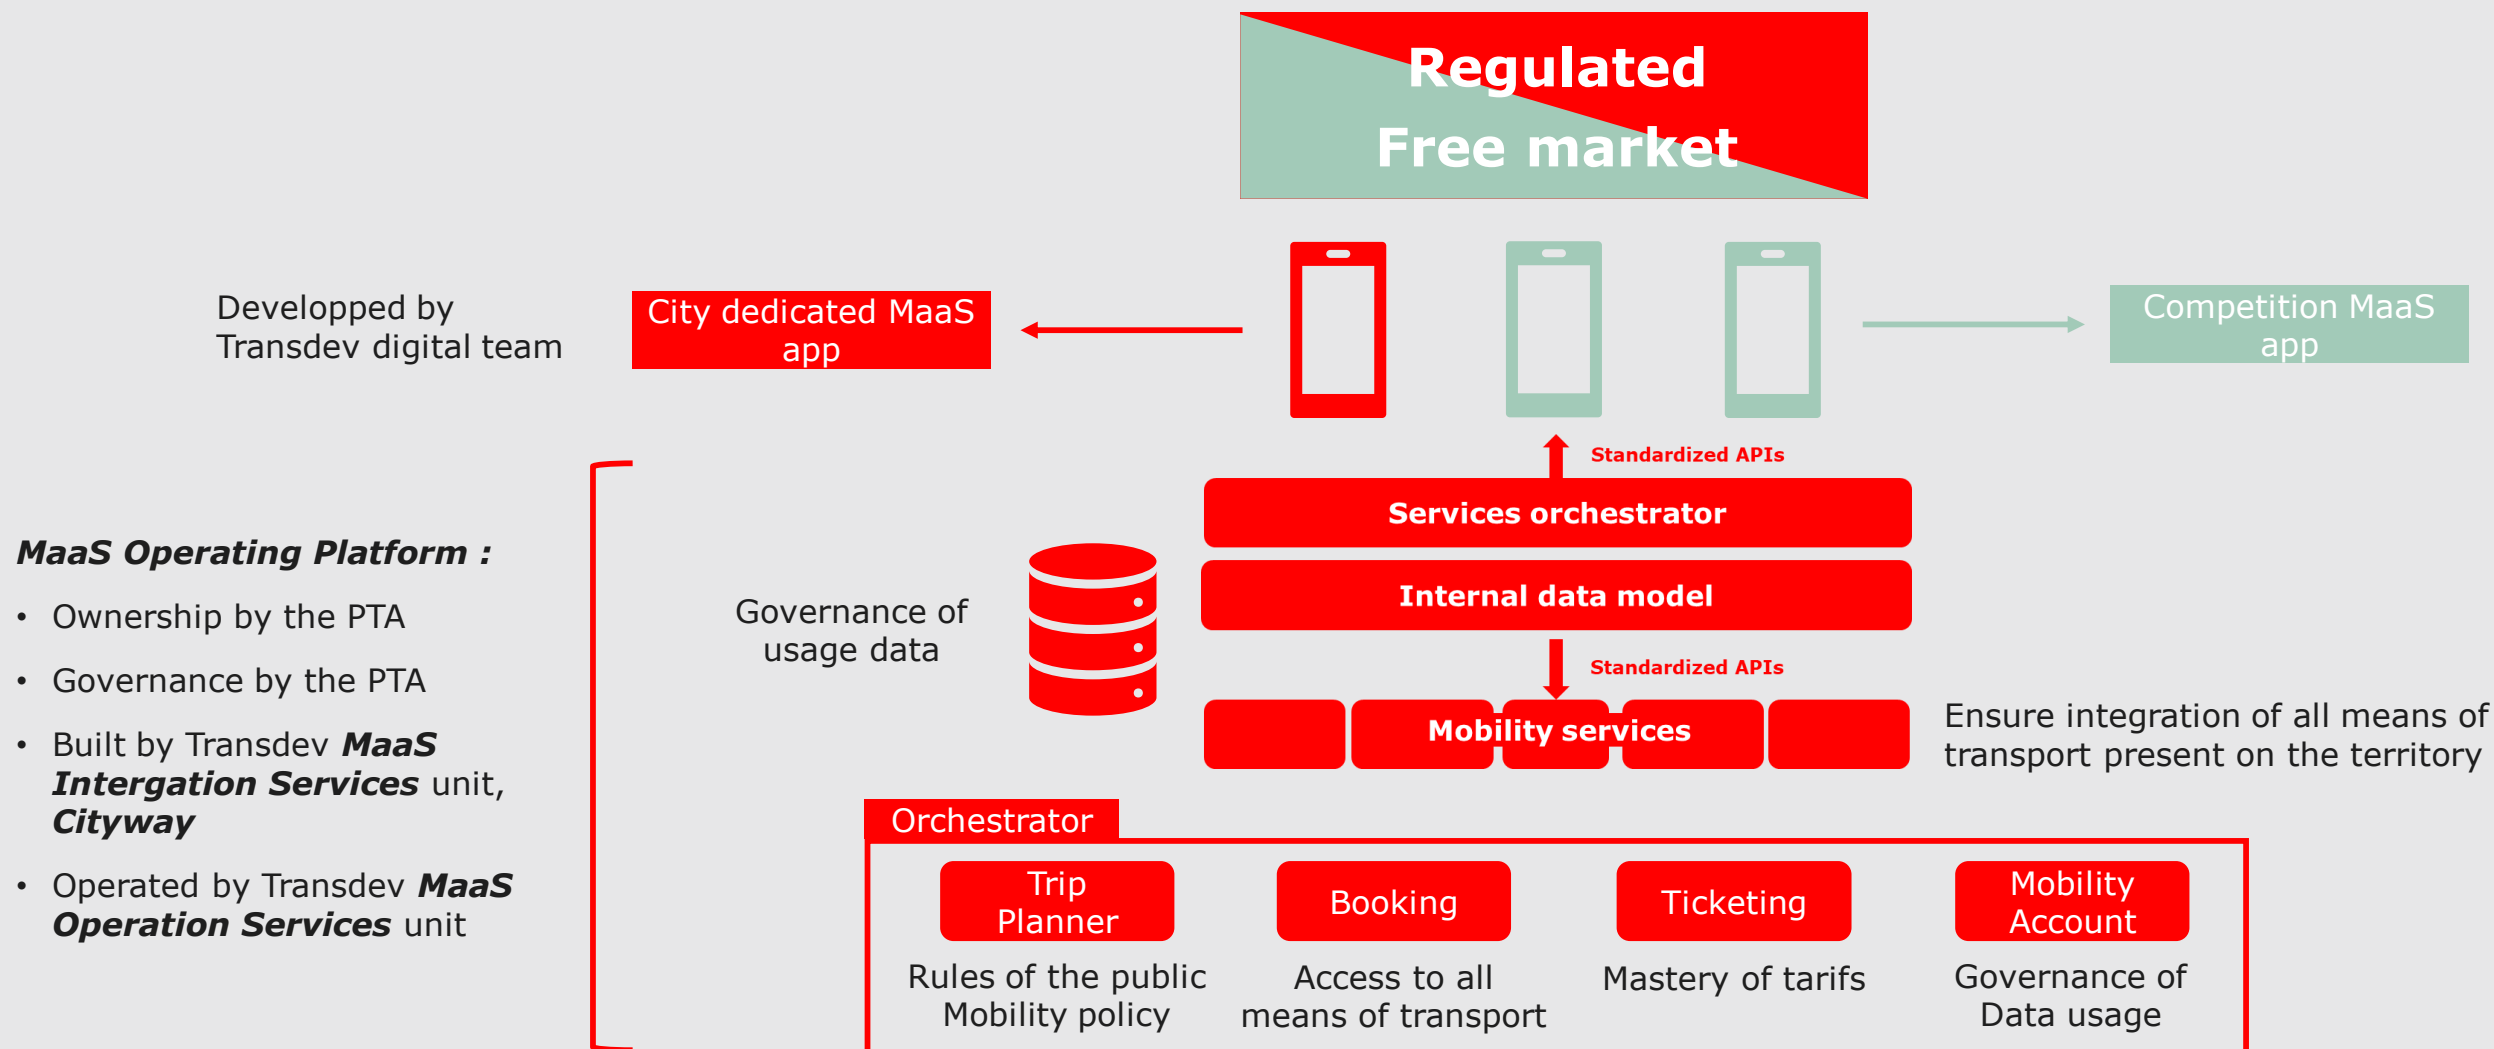 Regulated
Free market
Developped by
Transdev digital team
City dedicated MaaS
app
Competition MaaS
app
Standardized APIs
Services orchestrator
Internal data model
Standardized APIs
Mobility services
Governance of
usage data
Ensure integration of all means of
transport present on the territory
MaaS Operating Platform :
• Ownership by the PTA
• Governance by the PTA
• Built by Transdev MaaS
Intergation Services unit,
Cityway
• Operated by Transdev MaaS
Operation Services unit
Orchestrator
Trip
Planner
Rules of the public
Mobility policy
Booking
Access to all
means of transport
Ticketing
Mastery of tarifs
Mobility
Account
Governance of
Data usage